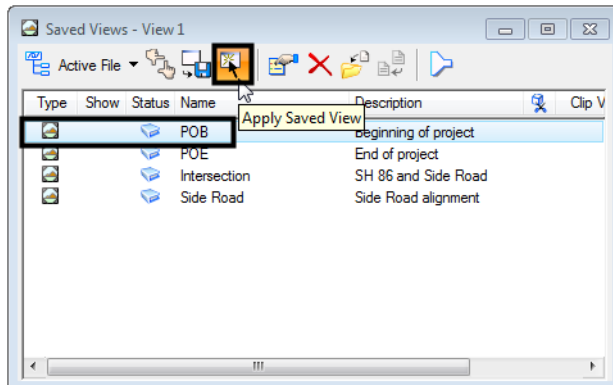 Saved Views - View 1
Active File
Type Show Status Name Description Clip V
Apply Saved View
POB Beginning of project
POE End of project
Intersection SH 86 and Side Road
Side Road Side Road alignment